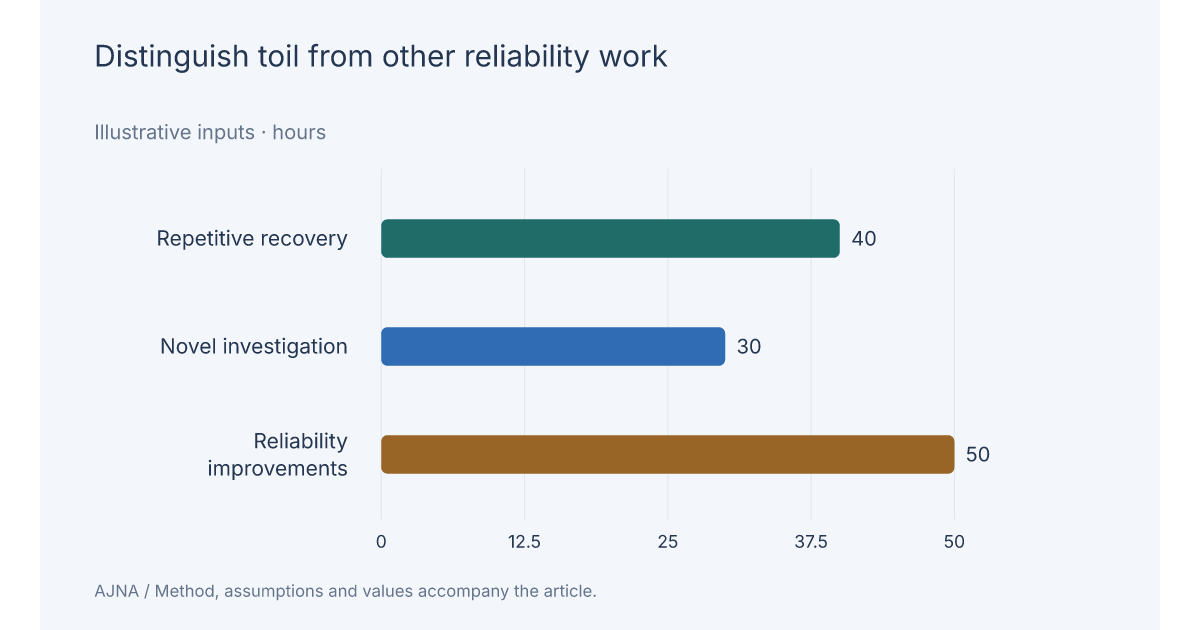 Distinguish toil from other reliability work
Illustrative inputs · hours
Repetitive recovery
40
Novel investigation
30
Reliability
improvements
50
0
12.5
25
37.5
50
AJNA / Method, assumptions and values accompany the article.